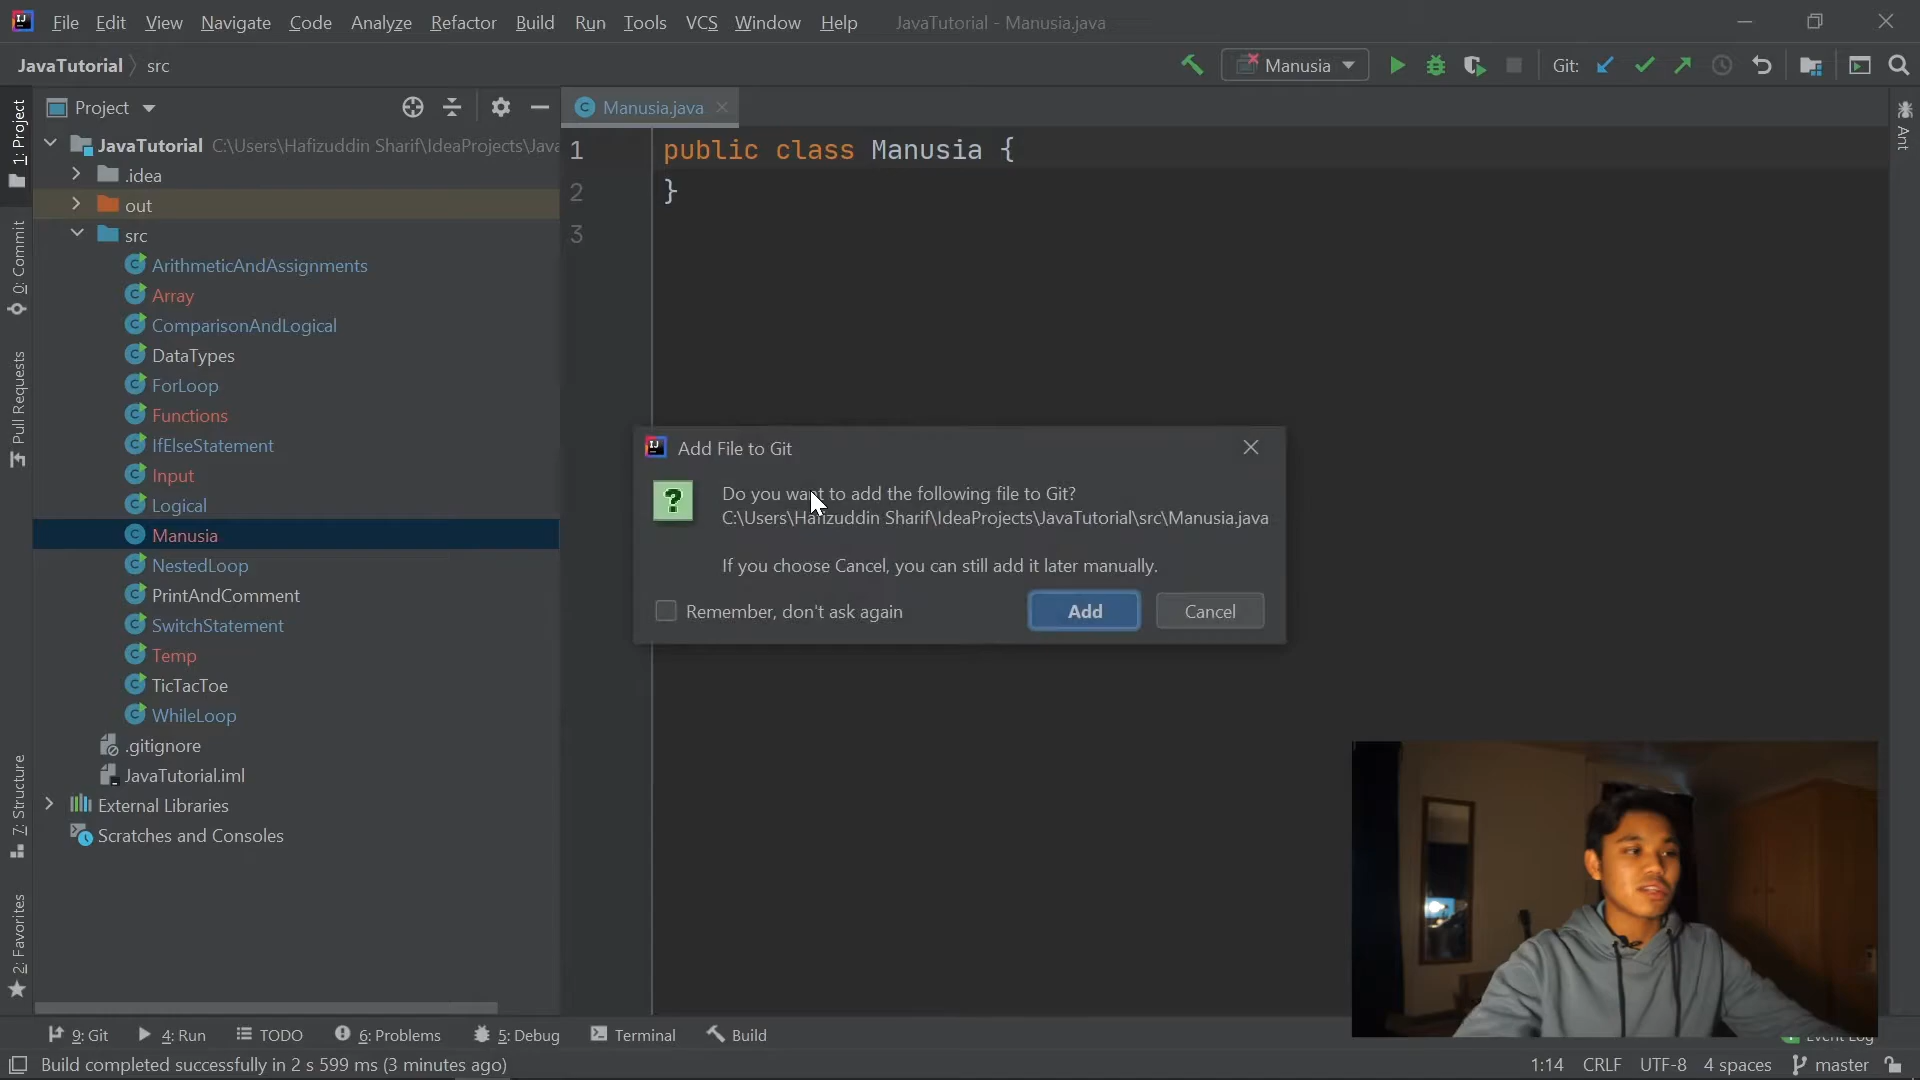 File Edit View Navigate Code Analyze Refactor Build Run Tools VCS Window Help JavaTutorial - Manusia.java
JavaTutorial src
Manusia
Git:
1: Project
0: Commit
Pull Requests
7: Structure
2: Favorites
Project
JavaTutorial C:\Users\Hafizuddin Sharif\IdeaProjects\Java
.idea
out
src
ArithmeticAndAssignments
Array
ComparisonAndLogical
DataTypes
ForLoop
Functions
IfElseStatement
Input
Logical
Manusia
NestedLoop
PrintAndComment
SwitchStatement
Temp
TicTacToe
WhileLoop
.gitignore
JavaTutorial.iml
External Libraries
Scratches and Consoles
Manusia.java
1 public class Manusia {
2 }
3
Ant
Add File to Git
Do you want to add the following file to Git?
C:\Users\Hafizuddin Sharif\IdeaProjects\JavaTutorial\src\Manusia.java
If you choose Cancel, you can still add it later manually.
Remember, don't ask again
Add
Cancel
9: Git 4: Run TODO 6: Problems 5: Debug Terminal Build
Event Log
Build completed successfully in 2 s 599 ms (3 minutes ago)
1:14 CRLF UTF-8 4 spaces master